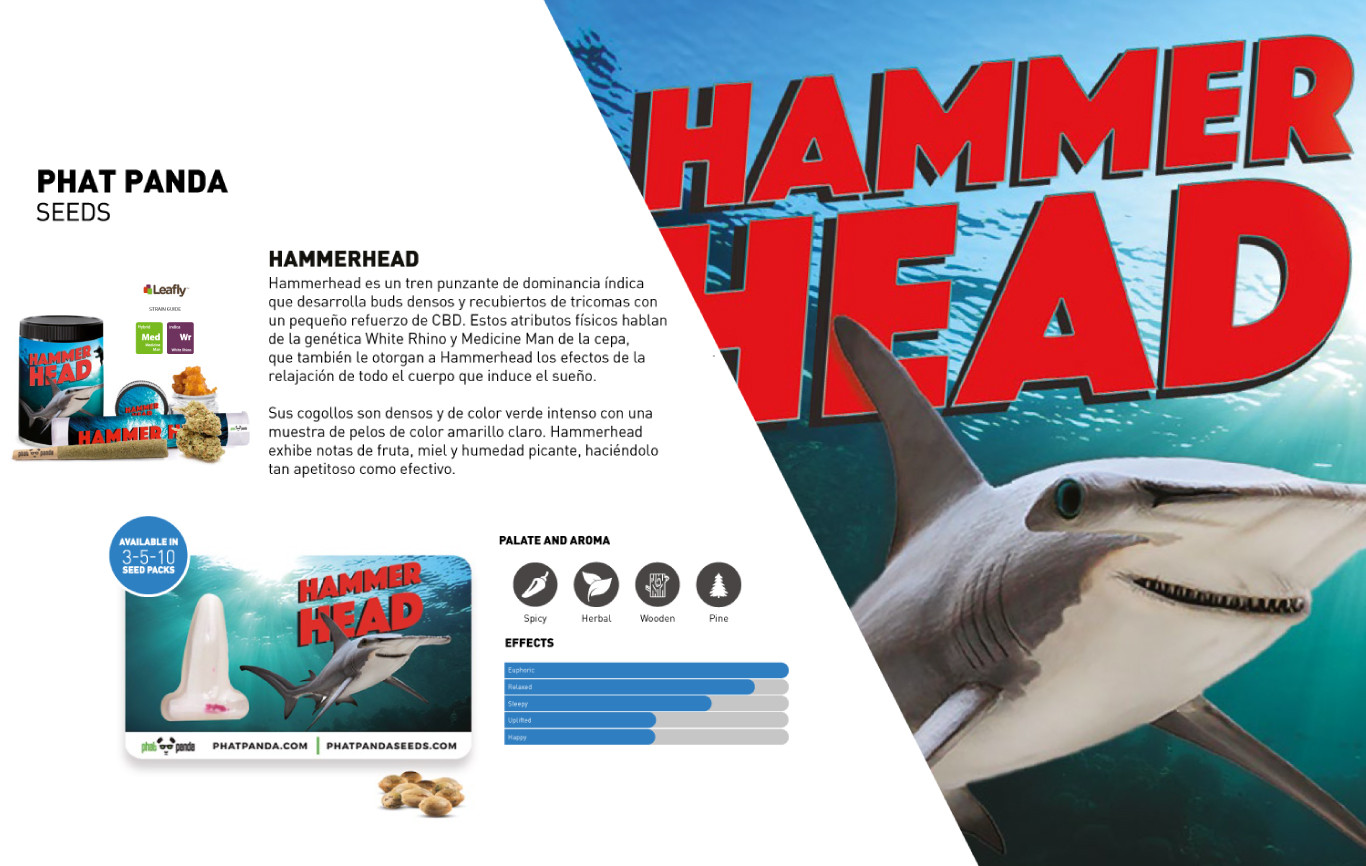 HAMMER
HEAD
PHAT PANDA
SEEDS
HAMMERHEAD
Hammerhead es un tren punzante de dominancia índica
que desarrolla buds densos y recubiertos de tricomas con
un pequeño refuerzo de CBD. Estos atributos físicos hablan
de la genética White Rhino y Medicine Man de la cepa,
que también le otorgan a Hammerhead los efectos de la
relajación de todo el cuerpo que induce el sueño.
Sus cogollos son densos y de color verde intenso con una
muestra de pelos de color amarillo claro. Hammerhead
exhibe notas de fruta, miel y humedad picante, haciéndolo
tan apetitoso como efectivo.
Leafly
STRAIN GUIDE
Hybrid
Med
Medicine
Man
Indica
Wr
White Rhino
HAMMER
HEAD
HAMMER
HAMMER H
phat panda
AVAILABLE IN
3-5-10
SEED PACKS
HAMMER
HEAD
phat panda
PHATPANDA.COM | PHATPANDASEEDS.COM
PALATE AND AROMA
Spicy
Herbal
Wooden
Pine
EFFECTS
Euphoric
Relaxed
Sleepy
Uplifted
Happy